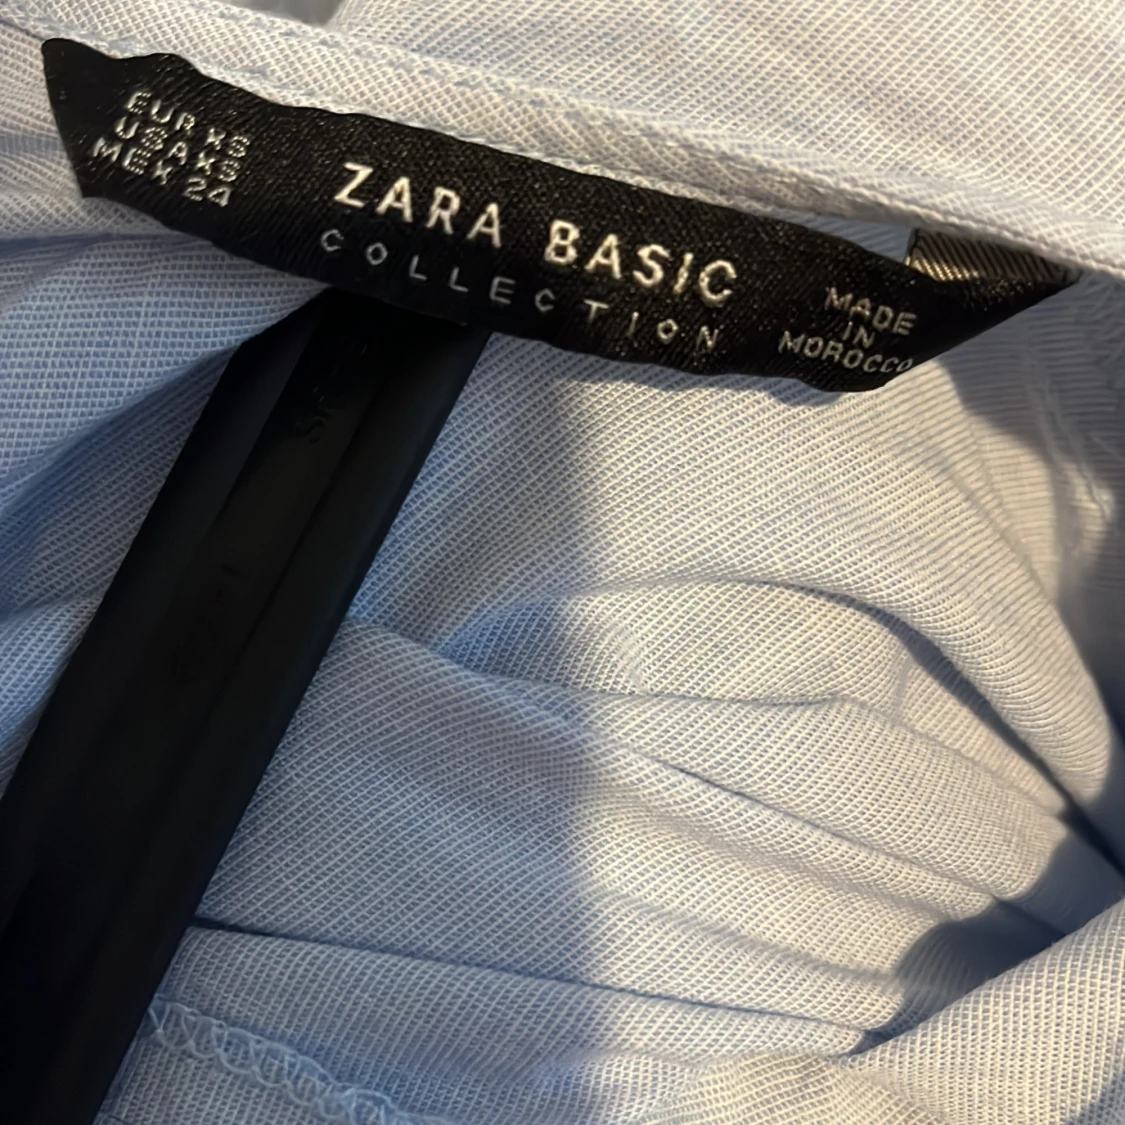 EUR XS
USA XS
MEX 24
ZARA BASIC
COLLECTION
MADE
IN
MOROCCO